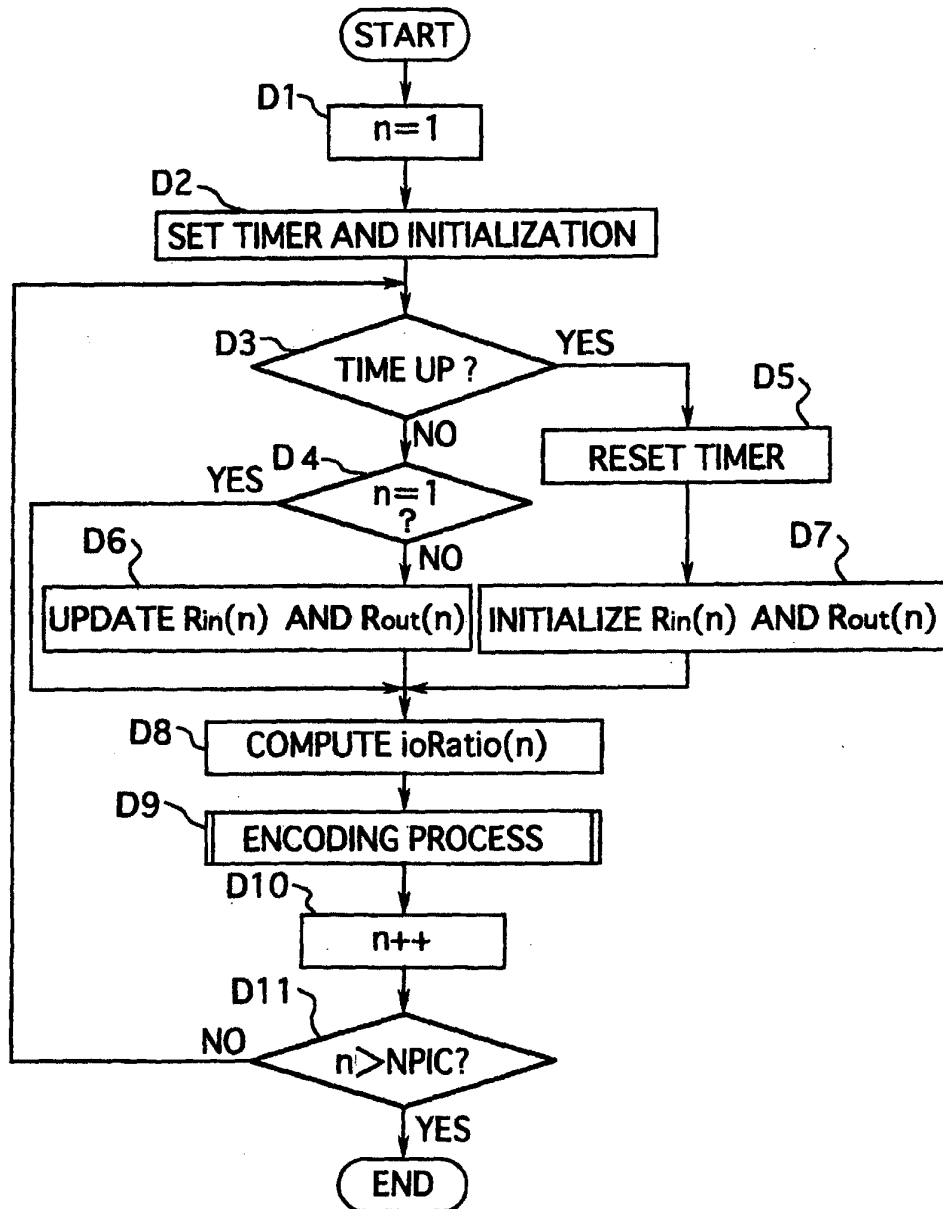 START
D1
n=1
D2
SET TIMER AND INITIALIZATION
D3
TIME UP ?
YES
NO
D5
RESET TIMER
D4
YES
n=1
?
NO
D6
UPDATE Rin(n) AND Rout(n)
D7
INITIALIZE Rin(n) AND Rout(n)
D8
COMPUTE ioRatio(n)
D9
ENCODING PROCESS
D10
n++
D11
NO
n>NPIC?
YES
END